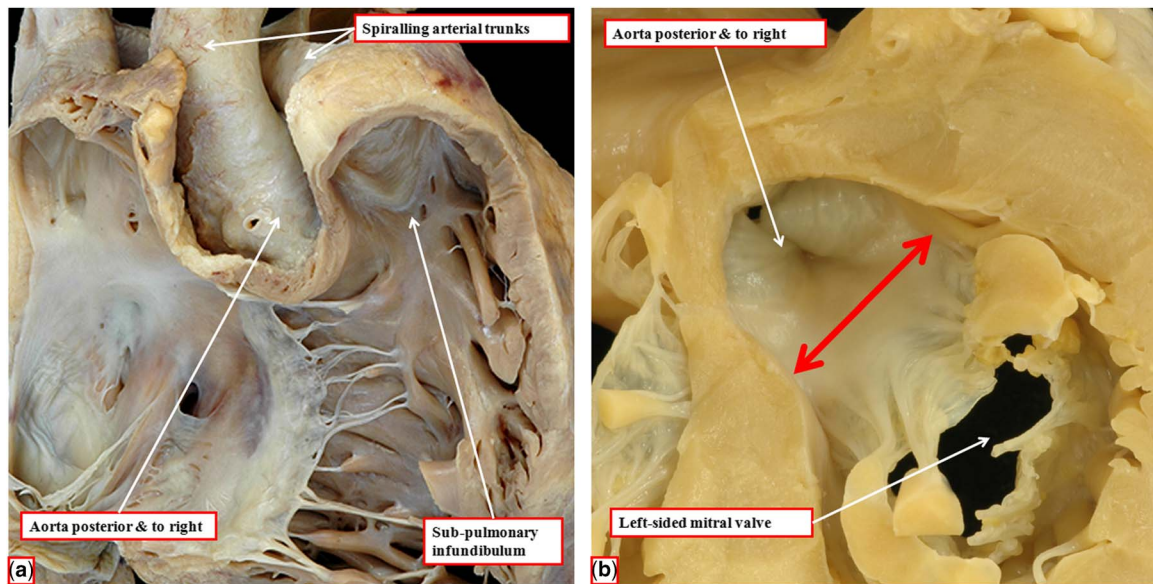 Spiralling arterial trunks
Aorta posterior & to right
Aorta posterior & to right
Sub-pulmonary
infundibulum
Left-sided mitral valve
(a)
(b)